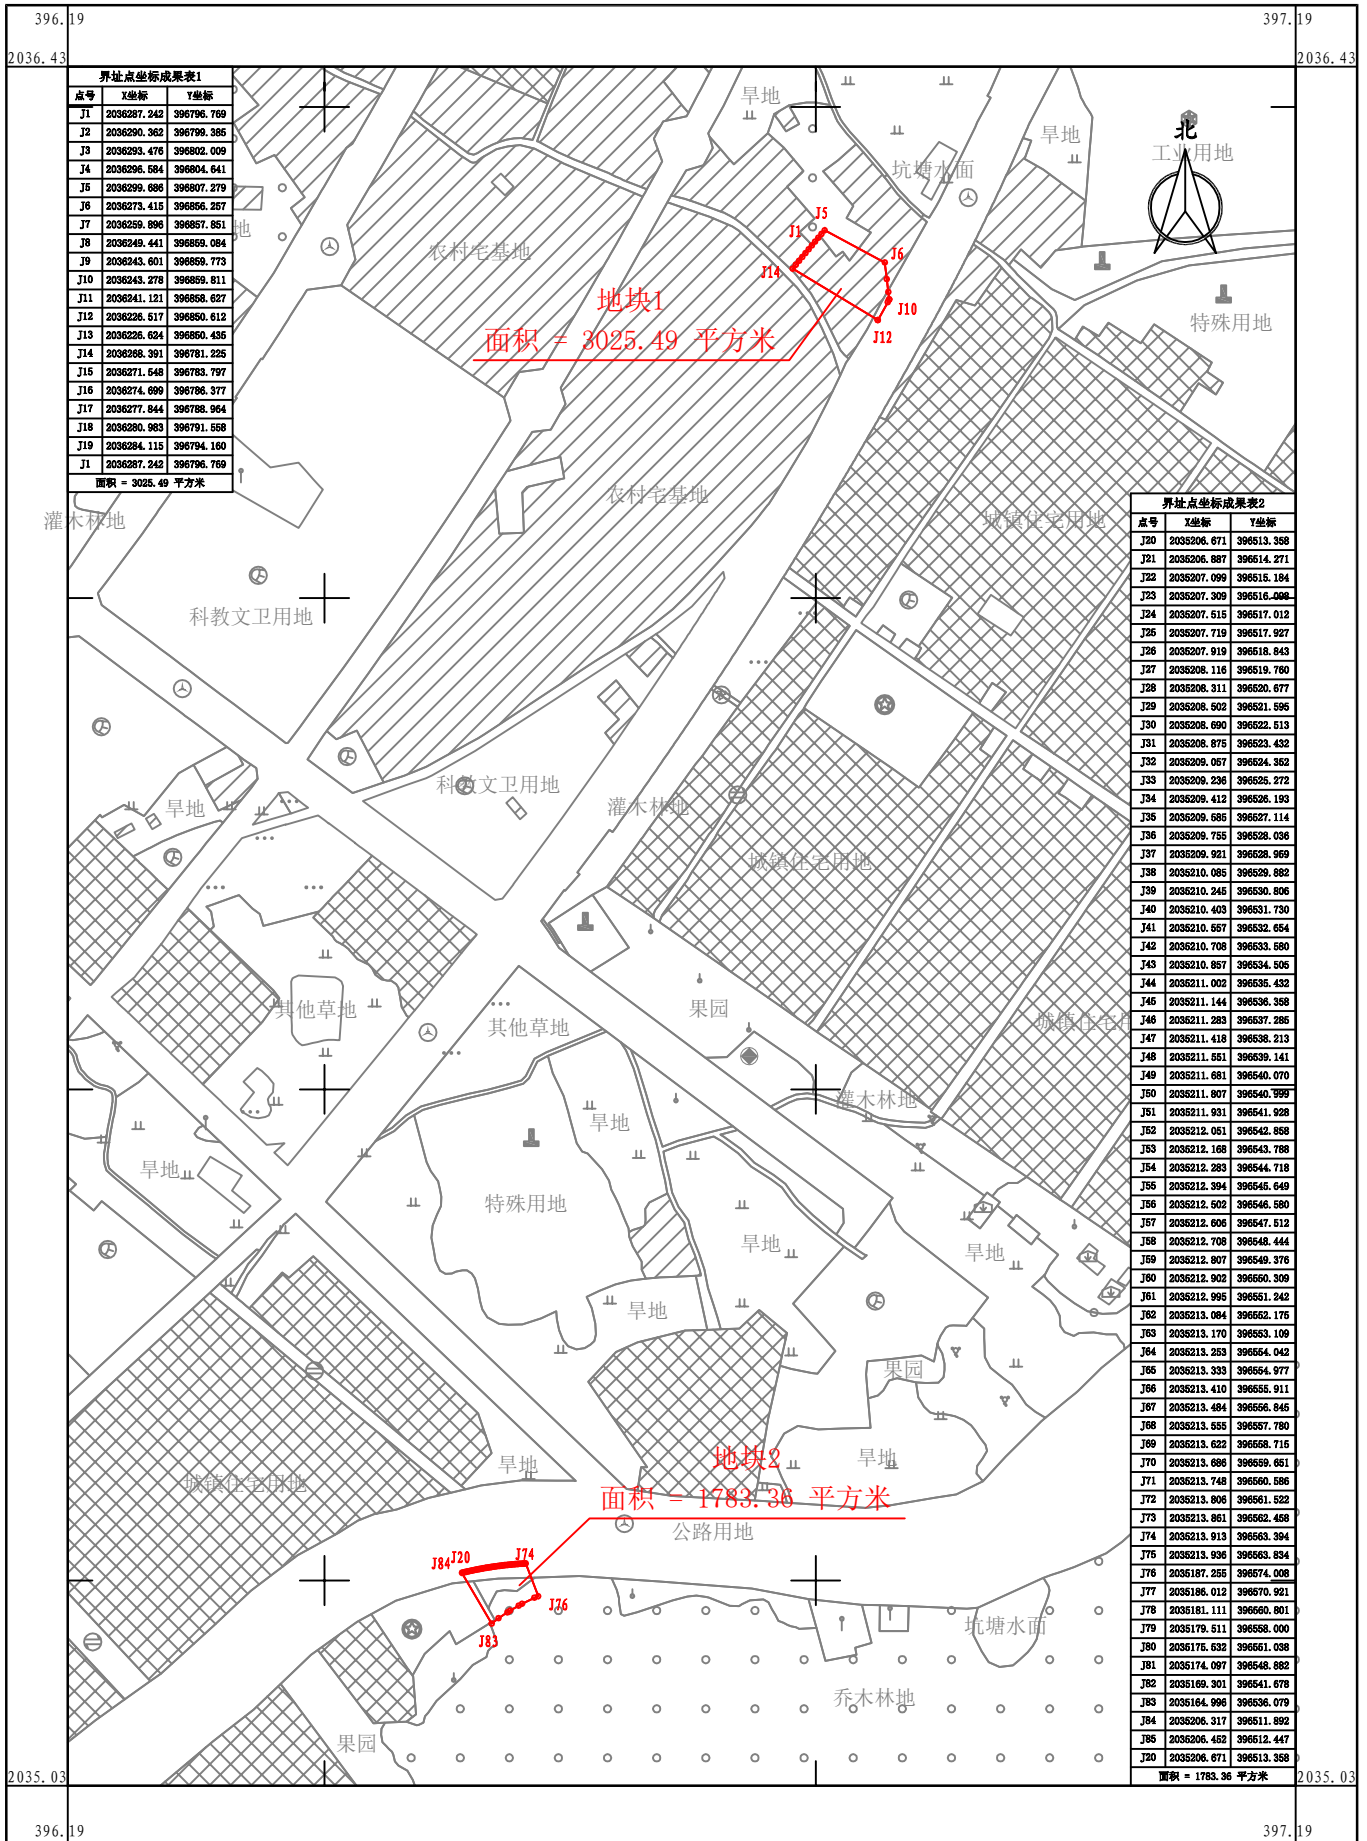 396.19
397.19
2036.43
2036.43
界址点坐标成果表1
点号 X坐标 Y坐标
J1 2036287.242 396796.769
J2 2036290.362 396799.385
J3 2036293.476 396802.009
J4 2036296.584 396804.641
J5 2036299.686 396807.279
J6 2036273.415 396856.257
J7 2036259.896 396857.851
J8 2036249.441 396859.084
J9 2036243.601 396859.773
J10 2036243.278 396859.811
J11 2036241.121 396858.627
J12 2036226.517 396850.612
J13 2036226.624 396850.435
J14 2036268.391 396781.225
J15 2036271.548 396783.797
J16 2036274.699 396786.377
J17 2036277.844 396788.964
J18 2036280.983 396791.558
J19 2036284.115 396794.160
J1 2036287.242 396796.769
面积 = 3025.49 平方米
旱地
旱地
北
工业用地
坑塘水面
地
农村宅基地
J5
J1
J6
J14
J10
J12
地块1
面积 = 3025.49 平方米
特殊用地
农村宅基地
灌木林地
城镇住宅用地
科教文卫用地
科教文卫用地
旱地
灌木林地
城镇住宅用地
其他草地
其他草地
果园
城镇住宅用
灌木林地
旱地
旱地
特殊用地
旱地
旱地
旱地
果园
旱地
旱地
城镇住宅用地
地块2
面积 = 1783.36 平方米
公路用地
J84
J20
J74
J76
J83
坑塘水面
乔木林地
果园
界址点坐标成果表2
点号 X坐标 Y坐标
J20 2035206.671 396513.358
J21 2035206.887 396514.271
J22 2035207.099 396515.184
J23 2035207.309 396516.098
J24 2035207.515 396517.012
J25 2035207.719 396517.927
J26 2035207.919 396518.843
J27 2035208.116 396519.760
J28 2035208.311 396520.677
J29 2035208.502 396521.595
J30 2035208.690 396522.513
J31 2035208.875 396523.432
J32 2035209.057 396524.352
J33 2035209.236 396525.272
J34 2035209.412 396526.193
J35 2035209.585 396527.114
J36 2035209.755 396528.036
J37 2035209.921 396528.959
J38 2035210.085 396529.882
J39 2035210.245 396530.806
J40 2035210.403 396531.730
J41 2035210.557 396532.654
J42 2035210.708 396533.580
J43 2035210.857 396534.505
J44 2035211.002 396535.432
J45 2035211.144 396536.358
J46 2035211.283 396537.285
J47 2035211.418 396538.213
J48 2035211.551 396539.141
J49 2035211.681 396540.070
J50 2035211.807 396540.999
J51 2035211.931 396541.928
J52 2035212.051 396542.858
J53 2035212.168 396543.788
J54 2035212.283 396544.718
J55 2035212.394 396545.649
J56 2035212.502 396546.580
J57 2035212.606 396547.512
J58 2035212.708 396548.444
J59 2035212.807 396549.376
J60 2035212.902 396550.309
J61 2035212.995 396551.242
J62 2035213.084 396552.175
J63 2035213.170 396553.109
J64 2035213.253 396554.042
J65 2035213.333 396554.977
J66 2035213.410 396555.911
J67 2035213.484 396556.845
J68 2035213.555 396557.780
J69 2035213.622 396558.715
J70 2035213.686 396559.651
J71 2035213.748 396560.586
J72 2035213.806 396561.522
J73 2035213.861 396562.458
J74 2035213.913 396563.394
J75 2035213.936 396563.834
J76 2035187.255 396574.008
J77 2035186.012 396570.921
J78 2035181.111 396560.801
J79 2035179.511 396558.000
J80 2035175.532 396551.038
J81 2035174.097 396548.882
J82 2035169.301 396541.678
J83 2035164.996 396536.079
J84 2035206.317 396511.892
J85 2035206.452 396512.447
J20 2035206.671 396513.358
面积 = 1783.36 平方米
2035.03
2035.03
396.19
397.19